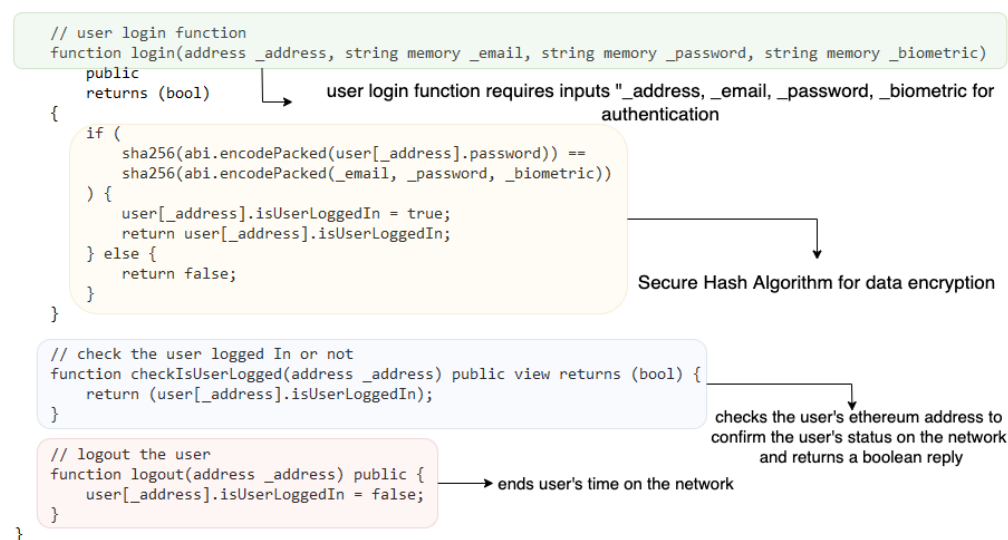 // user login function
function login(address _address, string memory _email, string memory _password, string memory _biometric)
public
returns (bool)
user login function requires inputs "_address, _email, _password, _biometric for
authentication
{
if (
sha256(abi.encodePacked(user[_address].password)) ==
sha256(abi.encodePacked(_email, _password, _biometric))
) {
user[_address].isUserLoggedIn = true;
return user[_address].isUserLoggedIn;
} else {
return false;
}
}
Secure Hash Algorithm for data encryption
// check the user logged In or not
function checkIsUserLogged(address _address) public view returns (bool) {
return (user[_address].isUserLoggedIn);
}
checks the user's ethereum address to
confirm the user's status on the network
and returns a boolean reply
// logout the user
function logout(address _address) public {
user[_address].isUserLoggedIn = false;
}
ends user's time on the network
}